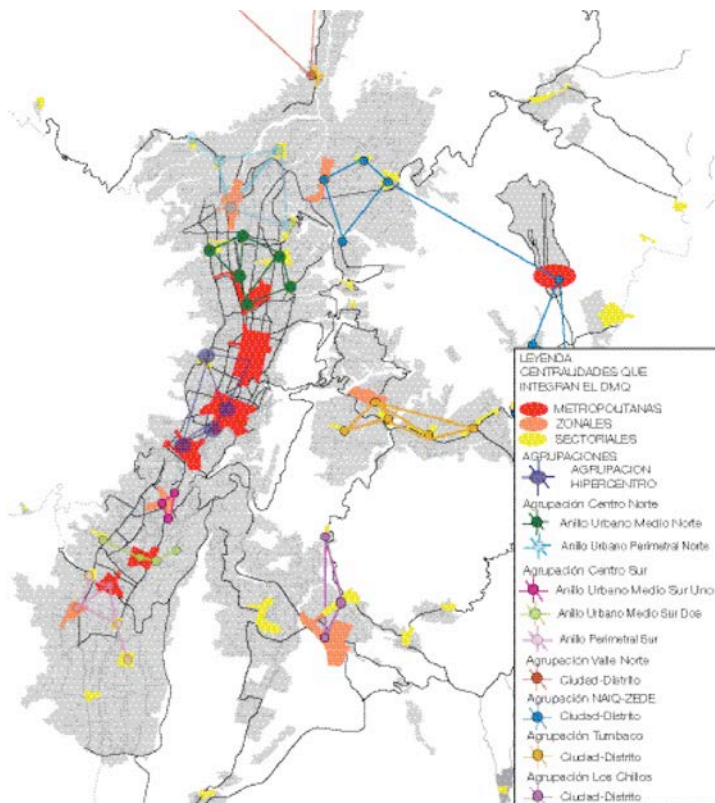 LEYENDA
CENTRALIDADES QUE
INTEGRAN EL DMQ
METROPOLITANAS
ZONALES
SECTORIALES
AGRUPACIONES
AGRUPACION
HIPERCENTRO
Agrupación Centro Norte
Anillo Urbano Medio Norte
Anillo Urbano Perimetral Norte
Agrupación Centro Sur
Anillo Urbano Medio Sur Uno
Anillo Urbano Medio Sur Dos
Anillo Perimetral Sur
Agrupación Valle Norte
Ciudad-Distrito
Agrupación NAIQ-ZEDE
Ciudad-Distrito
Agrupación Tumbaco
Ciudad-Distrito
Agrupación Los Chillos
Ciudad-Distrito